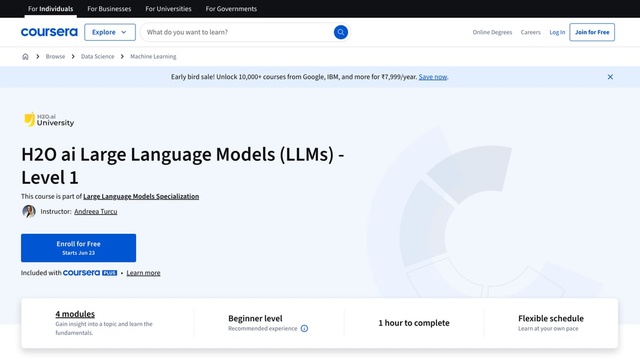 For Individuals For Businesses For Universities For Governments
coursera Explore What do you want to learn? Online Degrees Careers Log In Join for Free
Browse Data Science Machine Learning
Early bird sale! Unlock 10,000+ courses from Google, IBM, and more for ₹7,999/year. Save now.
H2O.ai
University
H2O ai Large Language Models (LLMs) -
Level 1
This course is part of Large Language Models Specialization
Instructor: Andreea Turcu
Enroll for Free
Starts Jun 23
Included with coursera PLUS • Learn more
4 modules
Gain insight into a topic and learn the
fundamentals.
Beginner level
Recommended experience
1 hour to complete
Flexible schedule
Learn at your own pace